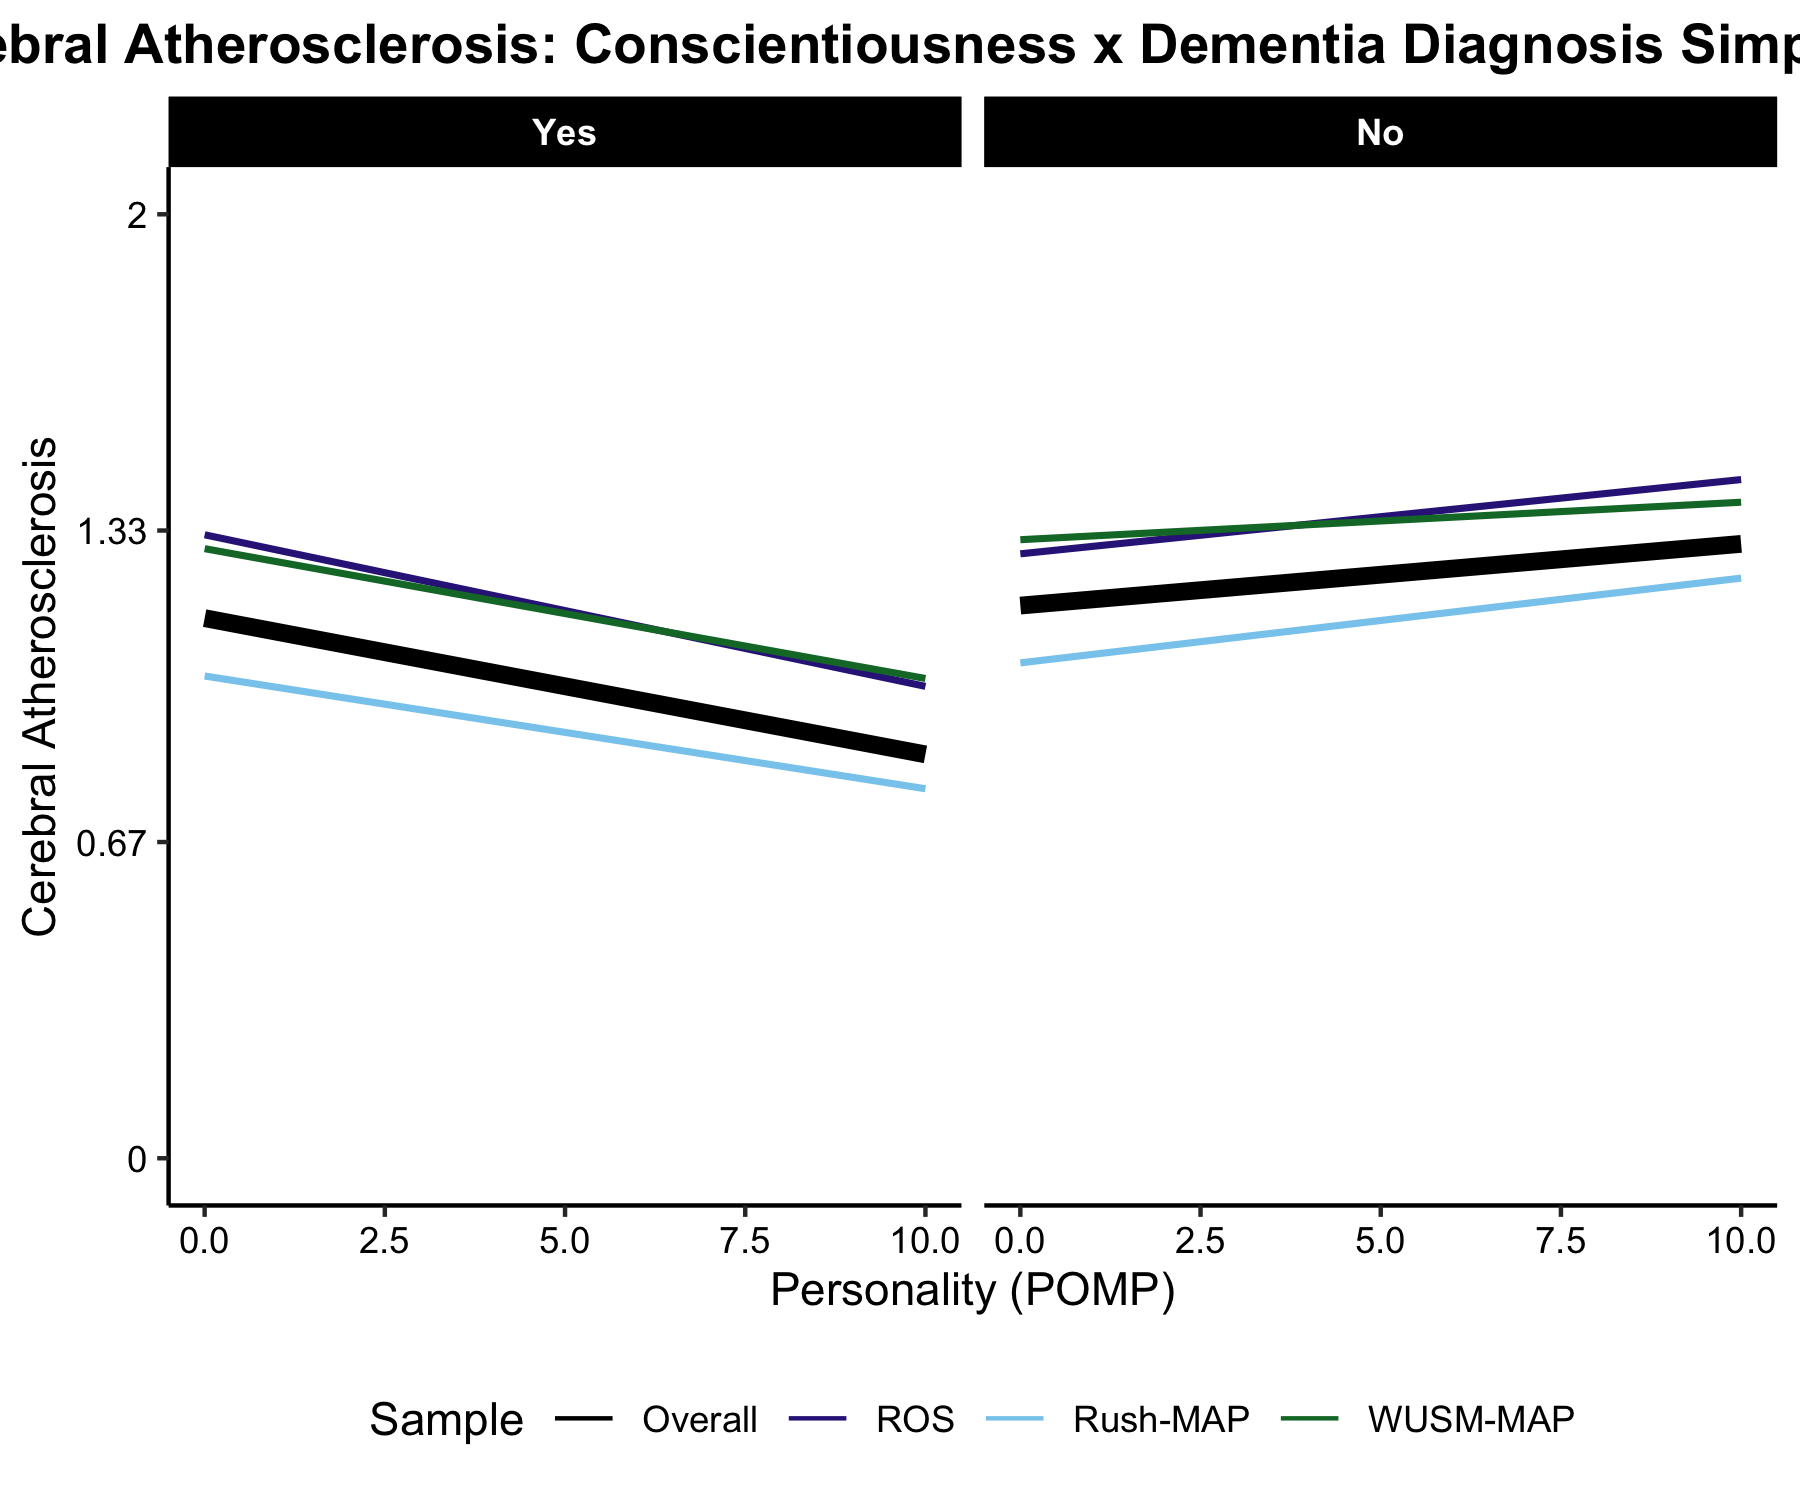 ebral Atherosclerosis: Conscientiousness x Dementia Diagnosis Simp
Yes
No
Cerebral Atherosclerosis
2
1.33
0.67
0
0.0 2.5 5.0 7.5 10.0 0.0 2.5 5.0 7.5 10.0
Personality (POMP)
Sample Overall ROS Rush-MAP WUSM-MAP